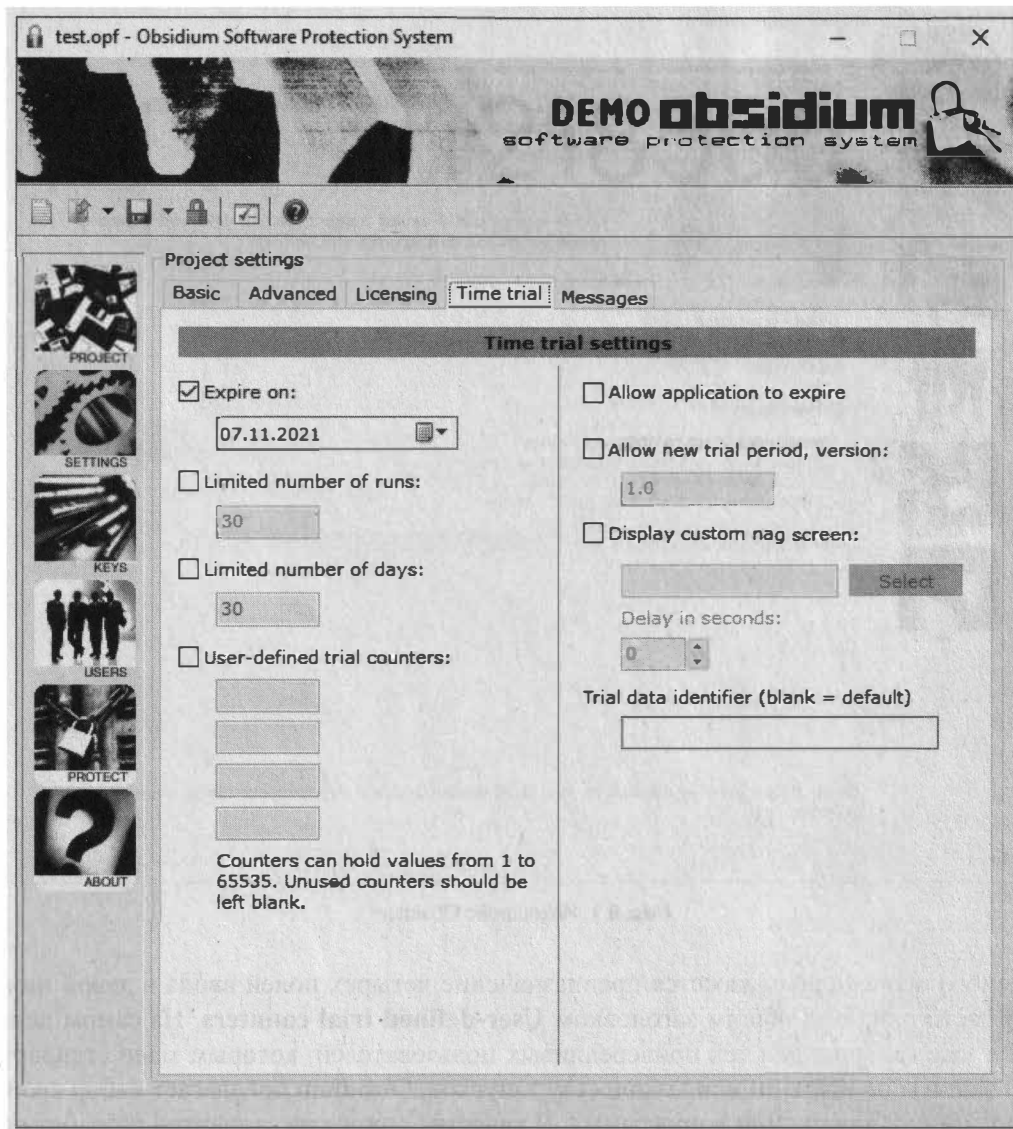 test.opf - Obsidium Software Protection System
DEMO obsidium
software protection system
Project settings
Basic Advanced Licensing Time trial Messages
PROJECT
SETTINGS
KEYS
USERS
PROTECT
ABOUT
Time trial settings
Expire on:
07.11.2021
Limited number of runs:
30
Limited number of days:
30
User-defined trial counters:
Counters can hold values from 1 to
65535. Unused counters should be
left blank.
Allow application to expire
Allow new trial period, version:
1.0
Display custom nag screen:
Select
Delay in seconds:
0
Trial data identifier (blank = default)